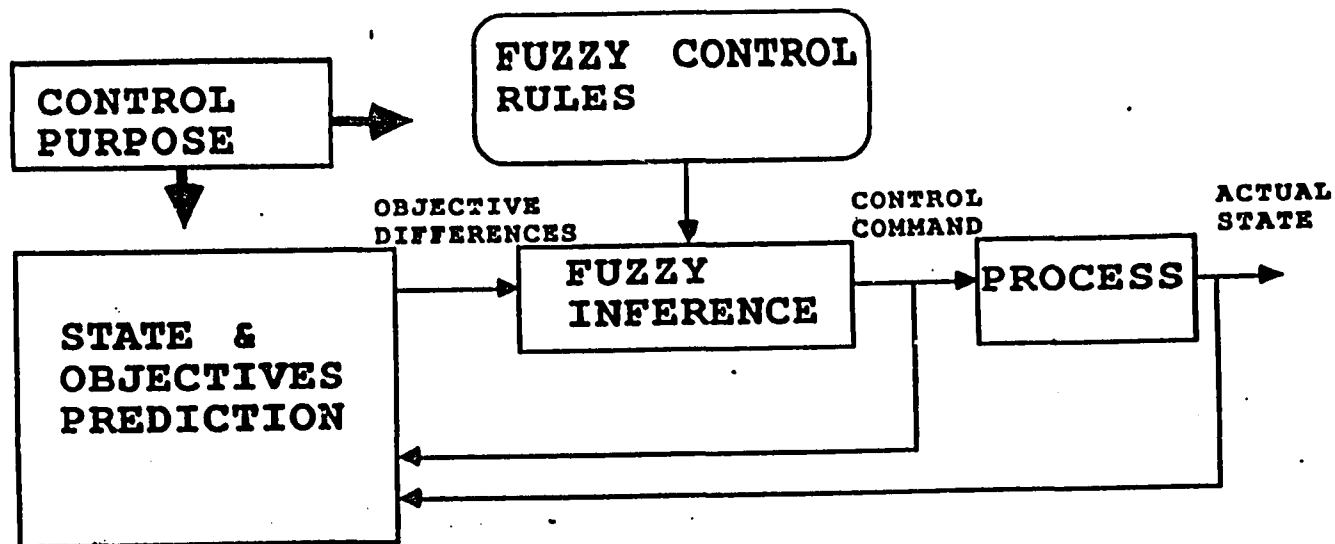 FUZZY CONTROL
RULES
CONTROL
PURPOSE
OBJECTIVE
DIFFERENCES
CONTROL
COMMAND
ACTUAL
STATE
FUZZY
INFERENCE
PROCESS
STATE &
OBJECTIVES
PREDICTION